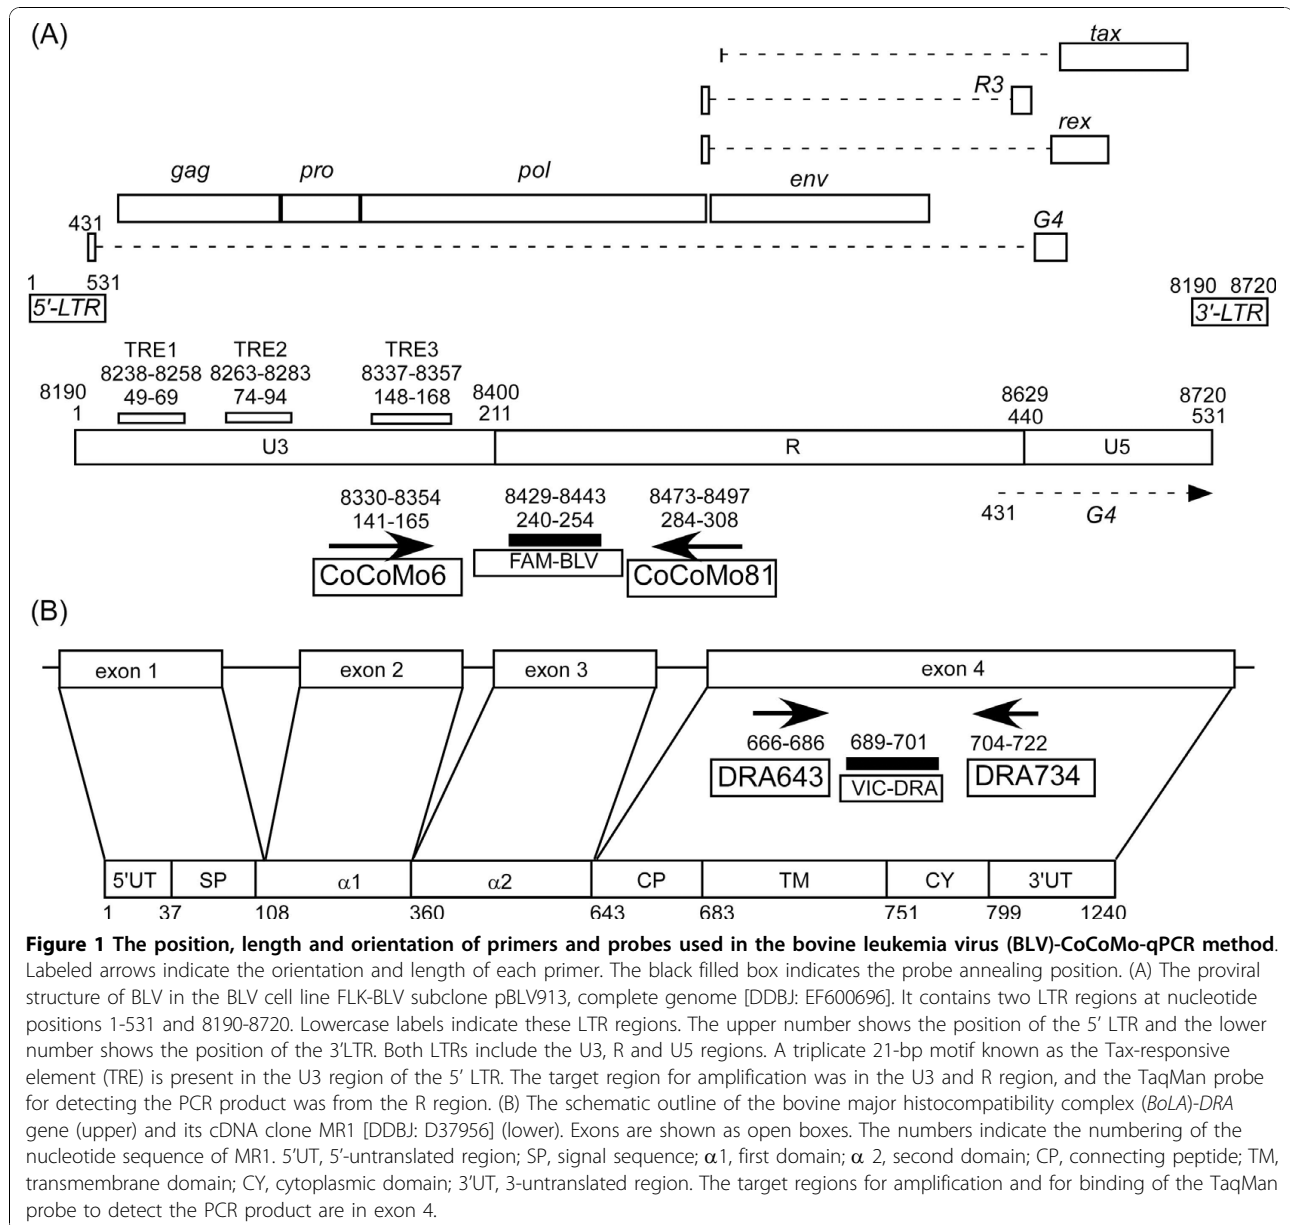 (A)
tax
R3
rex
gag pro pol env
431
G4
1 531
5'-LTR
8190 8720
3'-LTR
TRE1 TRE2 TRE3
8238-8258 8263-8283 8337-8357
49-69 74-94 148-168
8190 8400 8629 8720
1 211 440 531
U3 R U5
8330-8354 8429-8443 8473-8497
141-165 240-254 284-308
431 G4
CoCoMo6 FAM-BLV CoCoMo81
(B)
exon 1 exon 2 exon 3 exon 4
666-686 689-701 704-722
DRA643 VIC-DRA DRA734
5'UT SP α1 α2 CP TM CY 3'UT
1 37 108 360 643 683 751 799 1240
Figure 1 The position, length and orientation of primers and probes used in the bovine leukemia virus (BLV)-CoCoMo-qPCR method.
Labeled arrows indicate the orientation and length of each primer. The black filled box indicates the probe annealing position. (A) The proviral
structure of BLV in the BLV cell line FLK-BLV subclone pBLV913, complete genome [DDBJ: EF600696]. It contains two LTR regions at nucleotide
positions 1-531 and 8190-8720. Lowercase labels indicate these LTR regions. The upper number shows the position of the 5′ LTR and the lower
number shows the position of the 3′LTR. Both LTRs include the U3, R and U5 regions. A triplicate 21-bp motif known as the Tax-responsive
element (TRE) is present in the U3 region of the 5′ LTR. The target region for amplification was in the U3 and R region, and the TaqMan probe
for detecting the PCR product was from the R region. (B) The schematic outline of the bovine major histocompatibility complex (BoLA)-DRA
gene (upper) and its cDNA clone MR1 [DDBJ: D37956] (lower). Exons are shown as open boxes. The numbers indicate the numbering of the
nucleotide sequence of MR1. 5′UT, 5′-untranslated region; SP, signal sequence; α1, first domain; α 2, second domain; CP, connecting peptide; TM,
transmembrane domain; CY, cytoplasmic domain; 3′UT, 3-untranslated region. The target regions for amplification and for binding of the TaqMan
probe to detect the PCR product are in exon 4.